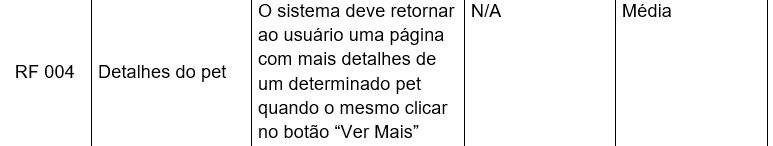 RF 004
Detalhes do pet
O sistema deve retornar
ao usuário uma página
com mais detalhes de
um determinado pet
quando o mesmo clicar
no botão “Ver Mais”
N/A
Média